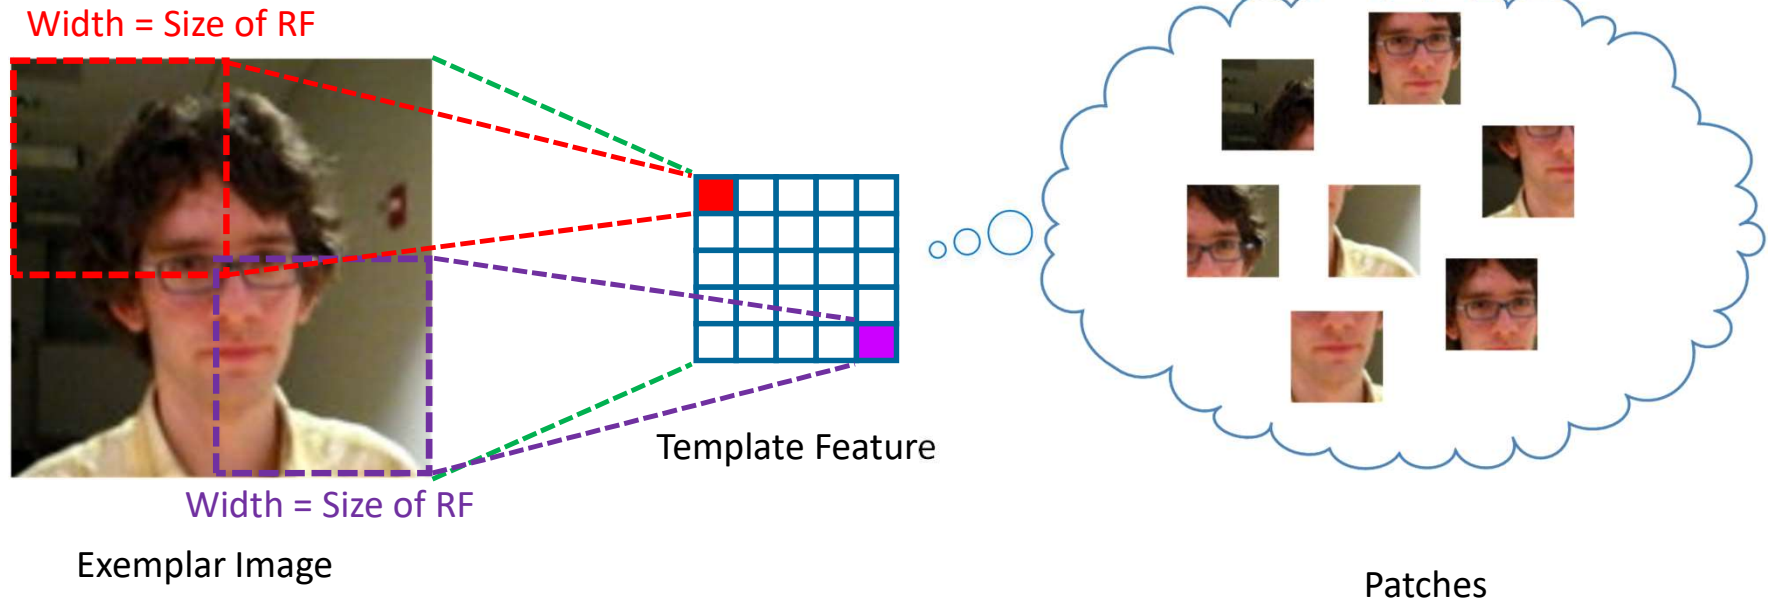 Width = Size of RF
Template Feature
Width = Size of RF
Exemplar Image
Patches